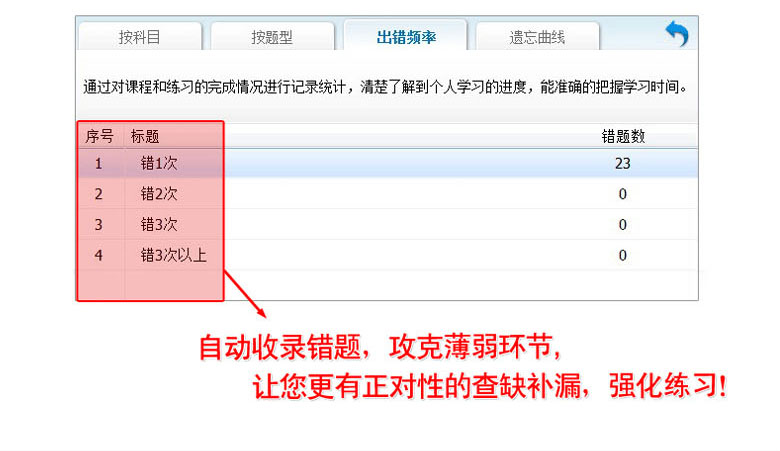 按科目 按题型 出错频率 遗忘曲线
通过对课程和练习的完成情况进行记录统计，清楚了解到个人学习的进度，能准确的把握学习时间。
序号 标题 错题数
1 错1次 23
2 错2次 0
3 错3次 0
4 错3次以上 0
自动收录错题，攻克薄弱环节,
让您更有正对性的查缺补漏，强化练习!